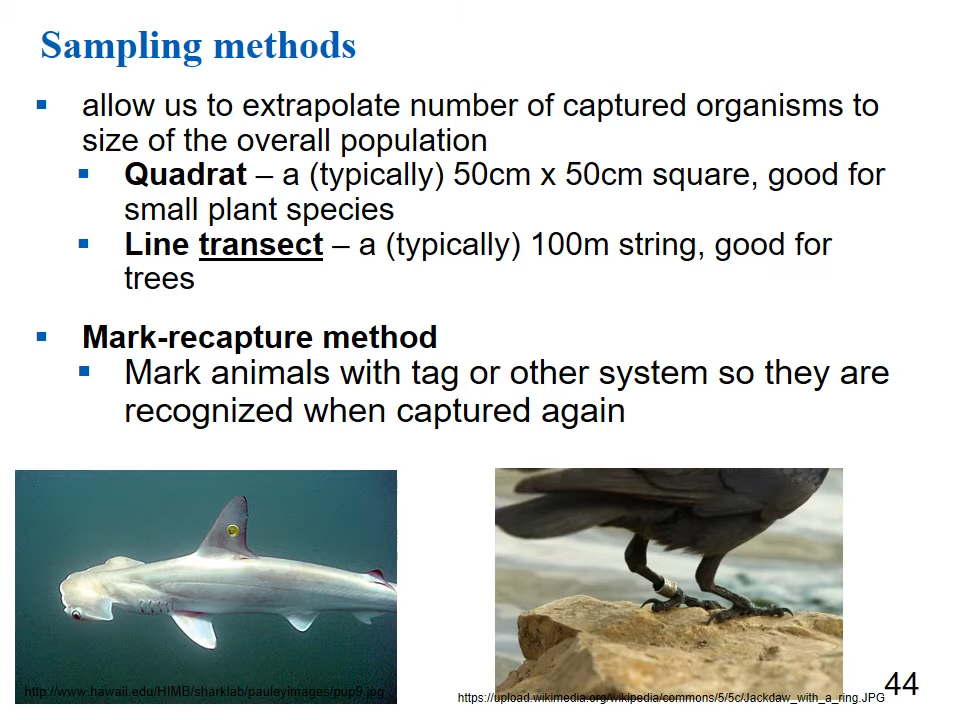 Sampling methods
▪ allow us to extrapolate number of captured organisms to
size of the overall population
▪ Quadrat – a (typically) 50cm x 50cm square, good for
small plant species
▪ Line transect – a (typically) 100m string, good for
trees
▪ Mark-recapture method
▪ Mark animals with tag or other system so they are
recognized when captured again
http://www.hawaii.edu/HIMB/sharklab/pauleyimages/pup9.jpg
https://upload.wikimedia.org/wikipedia/commons/5/5c/Jackdaw_with_a_ring.JPG
44